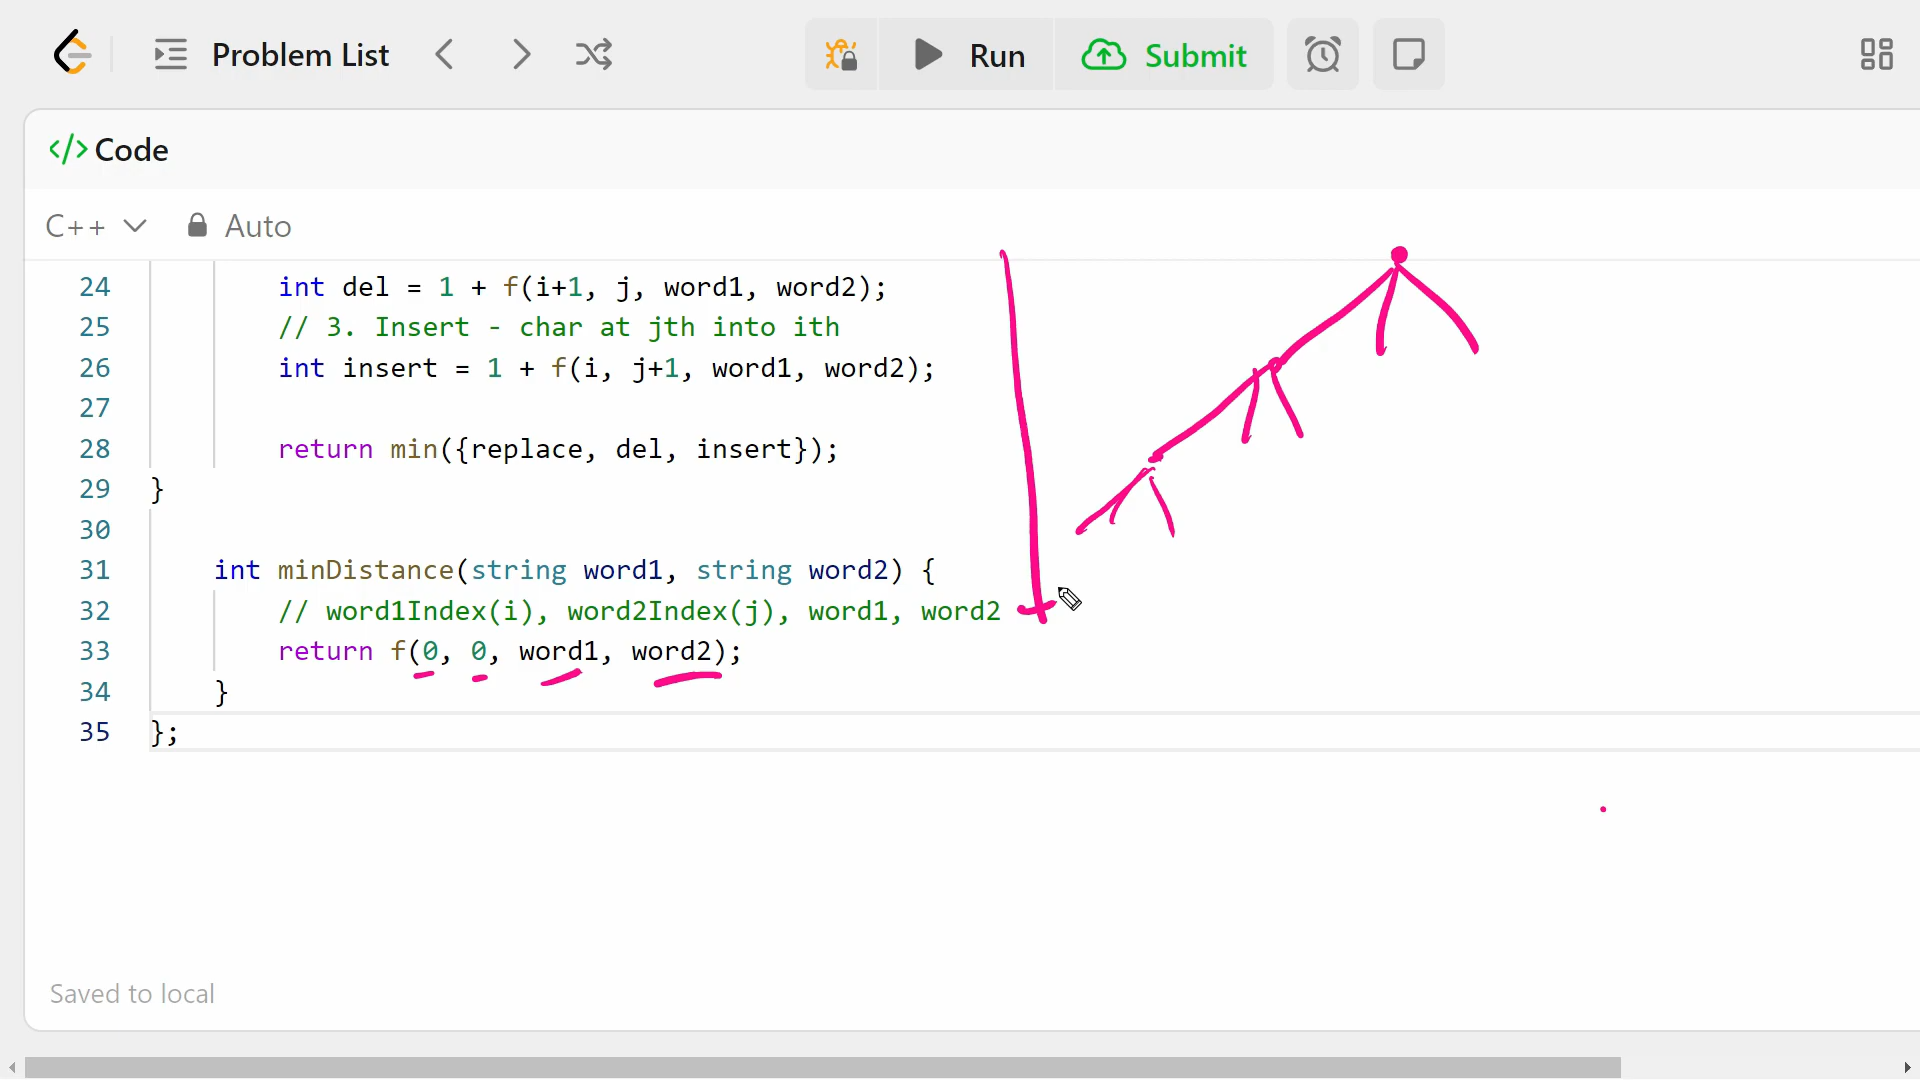 Problem List
Run
Submit
</> Code
C++
Auto
24 int del = 1 + f(i+1, j, word1, word2);
25 // 3. Insert - char at jth into ith
26 int insert = 1 + f(i, j+1, word1, word2);
27
28 return min({replace, del, insert});
29 }
30
31 int minDistance(string word1, string word2) {
32 // word1Index(i), word2Index(j), word1, word2
33 return f(0, 0, word1, word2);
34 }
35 };
Saved to local